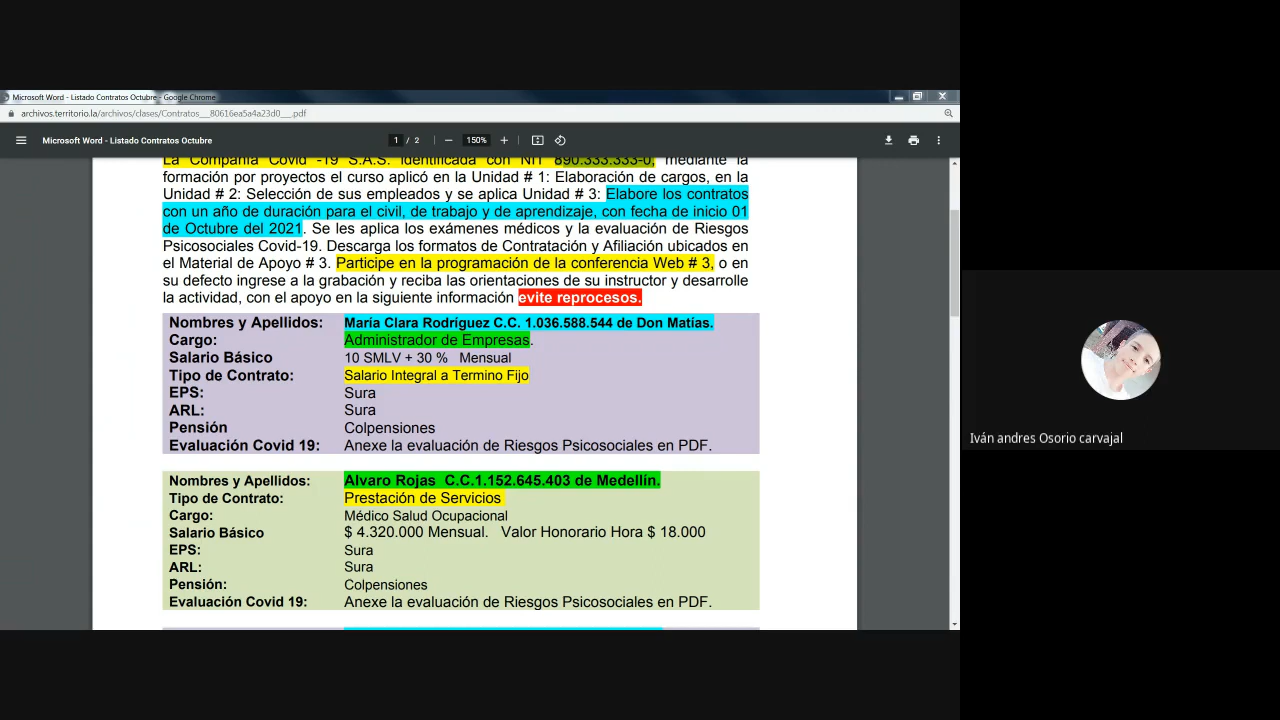 Microsoft Word - Listado Contratos Octubre - Google Chrome
archivos.territorio.la/archivos/clases/Contratos__80616ea5a4a23d0__.pdf
Microsoft Word - Listado Contratos Octubre
1 / 2
150%
La Compañía Covid -19 S.A.S. identificada con NIT 890.333.333-0, mediante la
formación por proyectos el curso aplicó en la Unidad # 1: Elaboración de cargos, en la
Unidad # 2: Selección de sus empleados y se aplica Unidad # 3: Elabore los contratos
con un año de duración para el civil, de trabajo y de aprendizaje, con fecha de inicio 01
de Octubre del 2021. Se les aplica los exámenes médicos y la evaluación de Riesgos
Psicosociales Covid-19. Descarga los formatos de Contratación y Afiliación ubicados en
el Material de Apoyo # 3. Participe en la programación de la conferencia Web # 3, o en
su defecto ingrese a la grabación y reciba las orientaciones de su instructor y desarrolle
la actividad, con el apoyo en la siguiente información evite reprocesos.
Nombres y Apellidos: María Clara Rodríguez C.C. 1.036.588.544 de Don Matías.
Cargo: Administrador de Empresas.
Salario Básico 10 SMLV + 30 % Mensual
Tipo de Contrato: Salario Integral a Termino Fijo
EPS: Sura
ARL: Sura
Pensión Colpensiones
Evaluación Covid 19: Anexe la evaluación de Riesgos Psicosociales en PDF.
Nombres y Apellidos: Alvaro Rojas C.C.1.152.645.403 de Medellín.
Tipo de Contrato: Prestación de Servicios
Cargo: Médico Salud Ocupacional
Salario Básico $ 4.320.000 Mensual. Valor Honorario Hora $ 18.000
EPS: Sura
ARL: Sura
Pensión: Colpensiones
Evaluación Covid 19: Anexe la evaluación de Riesgos Psicosociales en PDF.
Iván andres Osorio carvajal